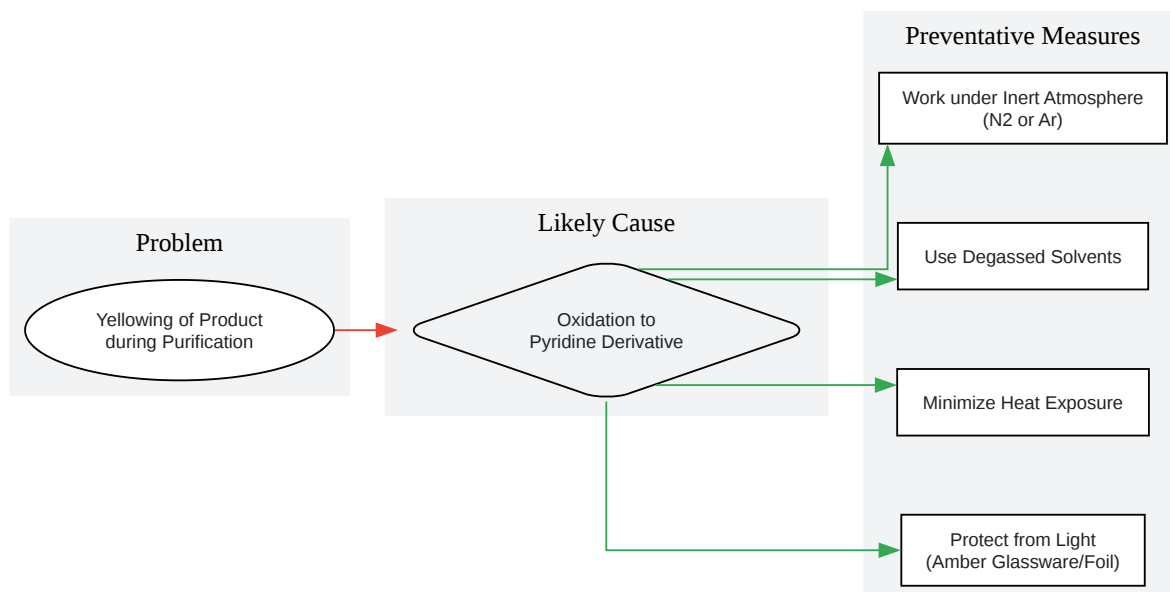 Problem
Yellowing of Product
during Purification
Likely Cause
Oxidation to
Pyridine Derivative
Preventative Measures
Work under Inert Atmosphere
(N2 or Ar)
Use Degassed Solvents
Minimize Heat Exposure
Protect from Light
(Amber Glassware/Foil)